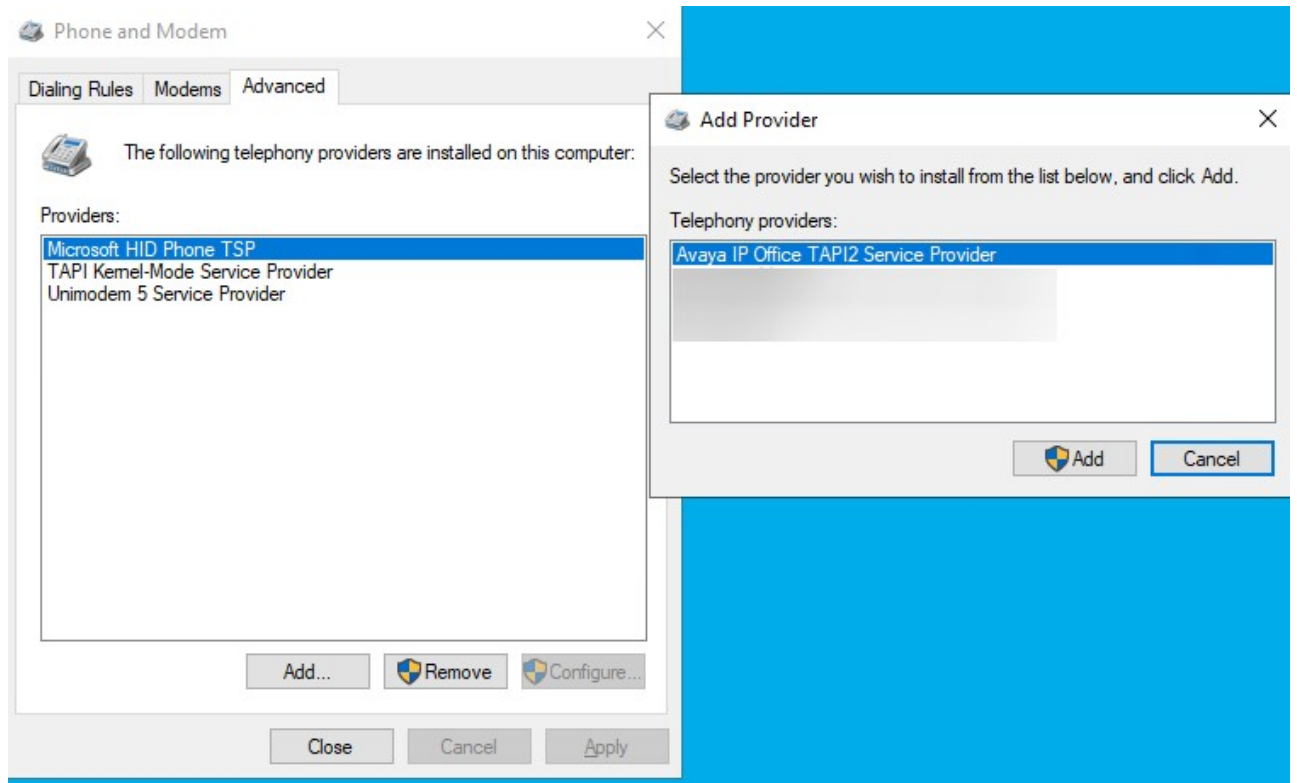 Phone and Modem
Dialing Rules
Modems
Advanced
The following telephony providers are installed on this computer:
Providers:
Microsoft HID Phone TSP
TAPI Kernel-Mode Service Provider
Unimodem 5 Service Provider
Add...
Remove
Configure...
Close
Cancel
Apply
Add Provider
Select the provider you wish to install from the list below, and click Add.
Telephony providers:
Avaya IP Office TAPI2 Service Provider
Add
Cancel